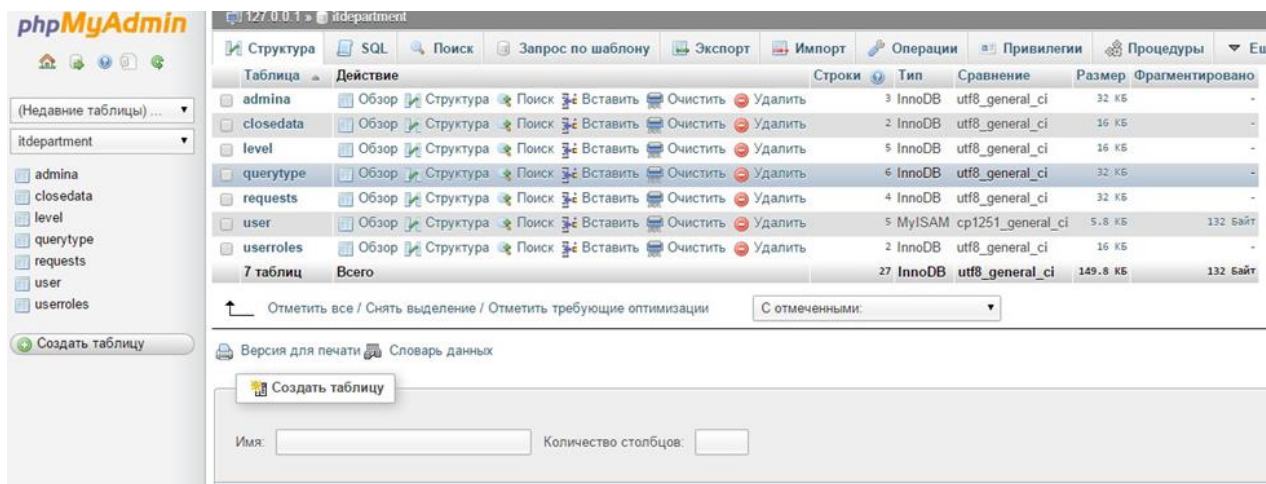 phpMyAdmin
127.0.0.1 » itdepartment
Структура SQL Поиск Запрос по шаблону Экспорт Импорт Операции Привилегии Процедуры Ещ
(Недавние таблицы) ...
itdepartment
admina
closedata
level
querytype
requests
user
userroles
Создать таблицу
Таблица Действие Строки Тип Сравнение Размер Фрагментировано
admina Обзор Структура Поиск Вставить Очистить Удалить 3 InnoDB utf8_general_ci 32 КБ -
closedata Обзор Структура Поиск Вставить Очистить Удалить 2 InnoDB utf8_general_ci 16 КБ -
level Обзор Структура Поиск Вставить Очистить Удалить 5 InnoDB utf8_general_ci 16 КБ -
querytype Обзор Структура Поиск Вставить Очистить Удалить 6 InnoDB utf8_general_ci 32 КБ -
requests Обзор Структура Поиск Вставить Очистить Удалить 4 InnoDB utf8_general_ci 32 КБ -
user Обзор Структура Поиск Вставить Очистить Удалить 5 MyISAM cp1251_general_ci 5.8 КБ 132 Байт
userroles Обзор Структура Поиск Вставить Очистить Удалить 2 InnoDB utf8_general_ci 16 КБ -
7 таблиц Всего 27 InnoDB utf8_general_ci 149.8 КБ 132 Байт
Отметить все / Снять выделение / Отметить требующие оптимизации С отмеченными:
Версия для печати Словарь данных
Создать таблицу
Имя: Количество столбцов: